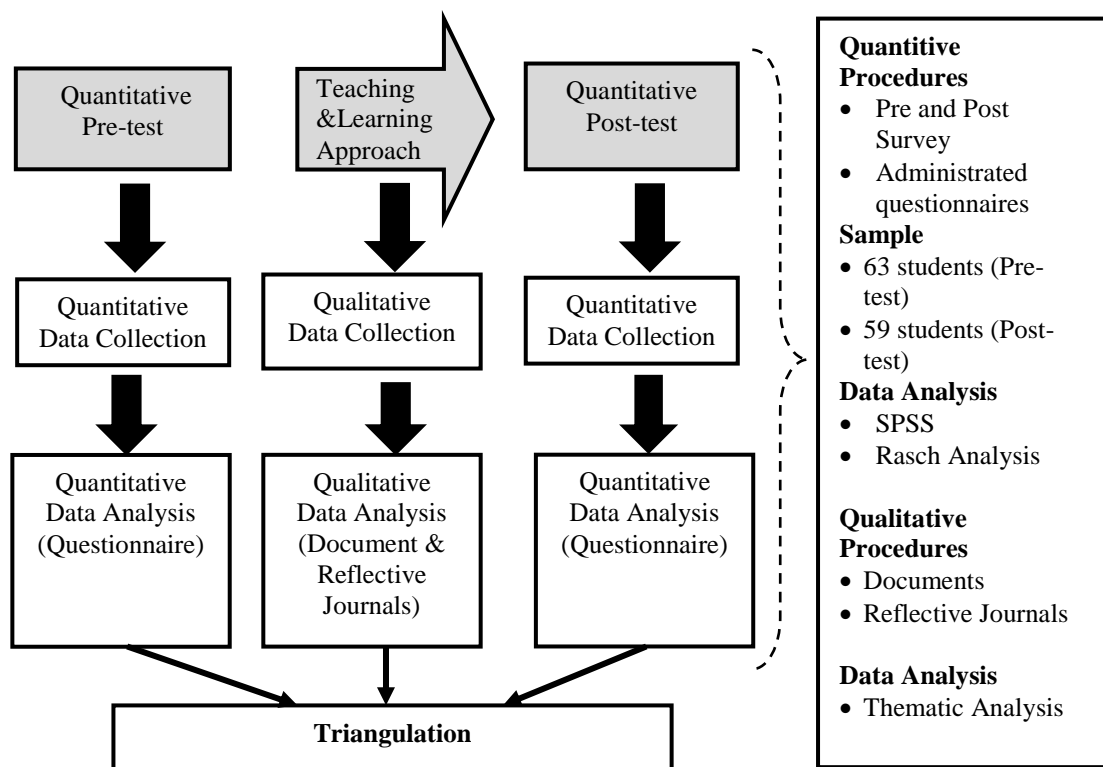 Quantitative
Pre-test
Teaching
&Learning
Approach
Quantitative
Post-test
Quantitative
Data Collection
Qualitative
Data Collection
Quantitative
Data Collection
Quantitative
Data Analysis
(Questionnaire)
Qualitative
Data Analysis
(Document &
Reflective
Journals)
Quantitative
Data Analysis
(Questionnaire)
Triangulation
Quantitive
Procedures
• Pre and Post
Survey
• Administrated
questionnaires
Sample
• 63 students (Pre-
test)
• 59 students (Post-
test)
Data Analysis
• SPSS
• Rasch Analysis
Qualitative
Procedures
• Documents
• Reflective Journals
Data Analysis
• Thematic Analysis